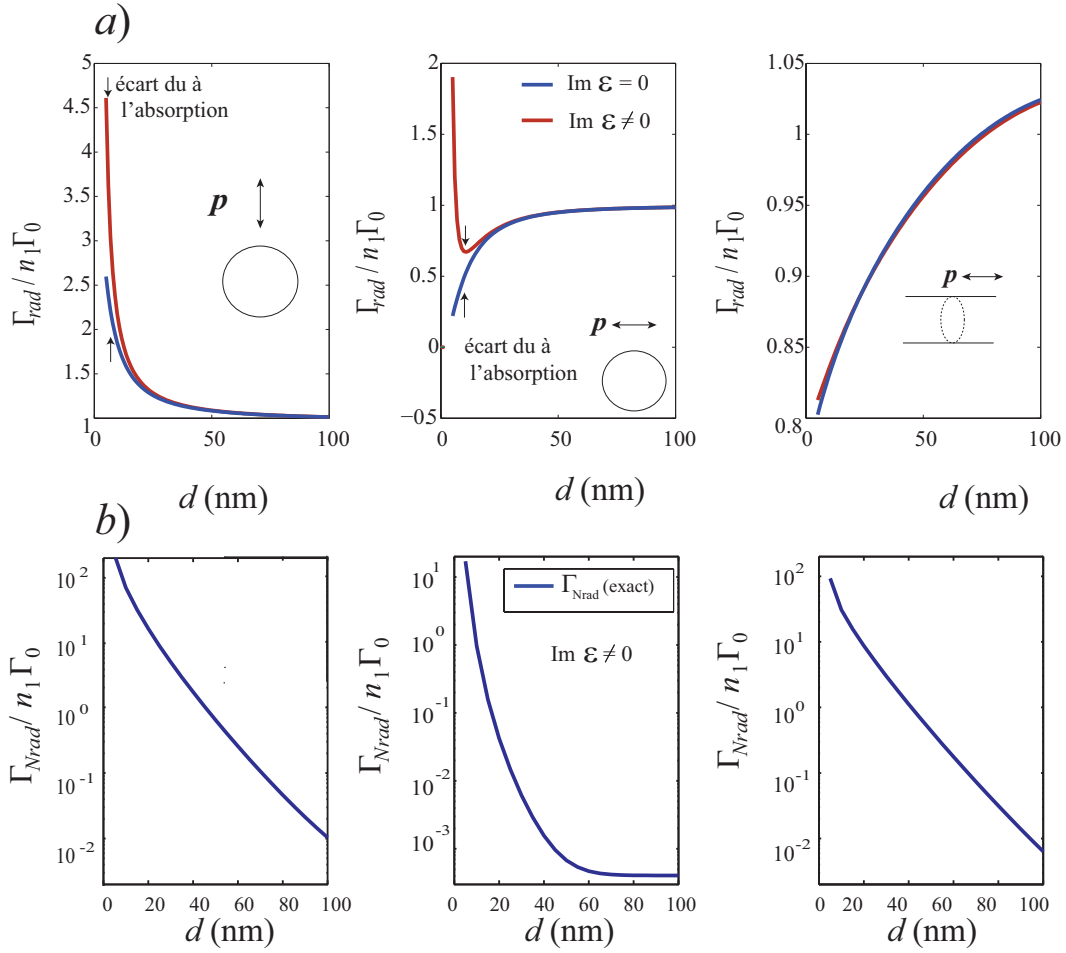 a)
5
4.5
4
3.5
3
2.5
2
1.5
1
0
50
100
écart du à
l'absorption
p
Γrad / n1Γ0
d (nm)
2
1.5
1
0.5
0
−0.5
0
50
100
Im ε = 0
Im ε ≠ 0
p
écart du à
l'absorption
Γrad / n1Γ0
d (nm)
1.05
1
0.95
0.9
0.85
0.8
0
50
100
p
Γrad / n1Γ0
d (nm)
b)
10^2
10^1
10^0
10^-1
10^-2
0 20 40 60 80 100
ΓNrad / n1Γ0
d (nm)
10^1
10^0
10^-1
10^-2
10^-3
0 20 40 60 80 100
ΓNrad (exact)
Im ε ≠ 0
ΓNrad / n1Γ0
d (nm)
10^2
10^1
10^0
10^-1
10^-2
0 20 40 60 80 100
ΓNrad / n1Γ0
d (nm)